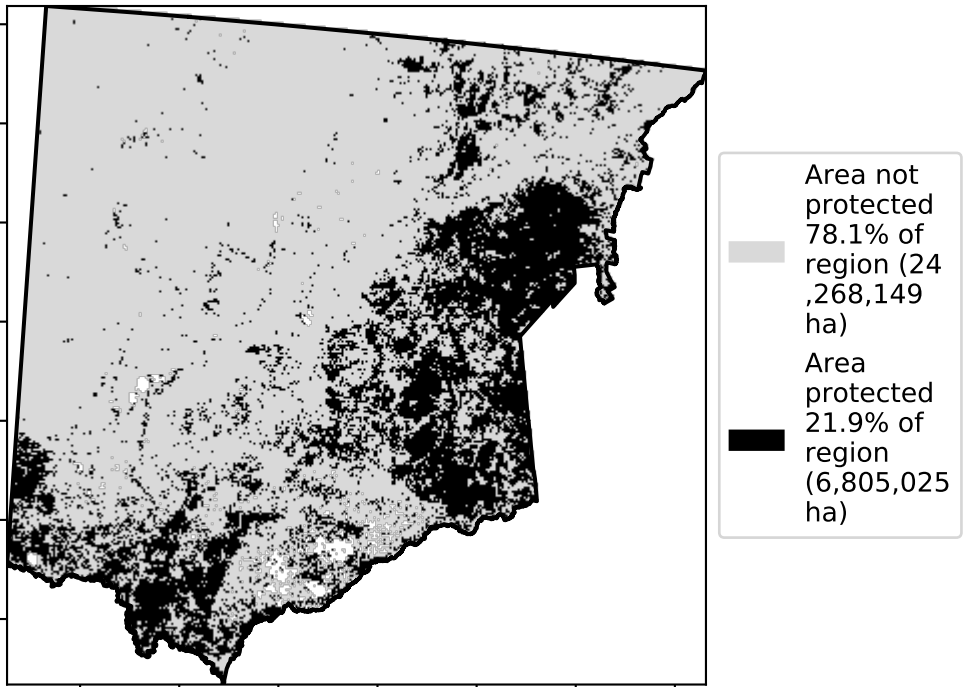 Area not
protected
78.1% of
region (24
,268,149
ha)
Area
protected
21.9% of
region
(6,805,025
ha)